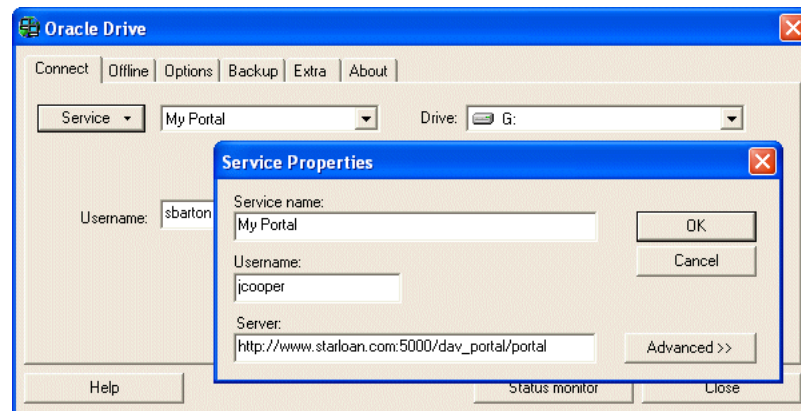 Oracle Drive
Connect Offline Options Backup Extra About
Service My Portal Drive: G:
Service Properties
Service name:
My Portal
OK
Username: sbarton
Username:
Cancel
jcooper
Server:
http://www.starloan.com:5000/dav_portal/portal
Advanced >>
Help Status monitor Close